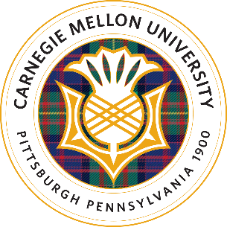 CARNEGIE MELLON UNIVERSITY
PITTSBURGH PENNSYLVANIA 1900